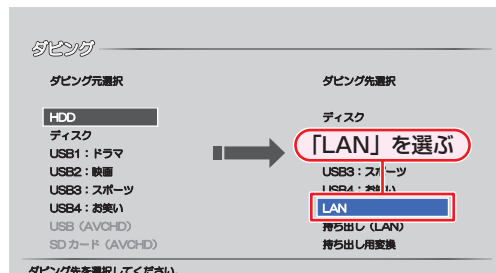 ダビング
ダビング元選択
HDD
ディスク
USB1：ドラマ
USB2：映画
USB3：スポーツ
USB4：お笑い
USB（AVCHD）
SDカード（AVCHD）
ダビング先選択
ディスク
「LAN」を選ぶ
USB3：スポーツ
USB4：お笑い
LAN
持ち出し（LAN）
持ち出し用変換
ダビング先を選択してください。